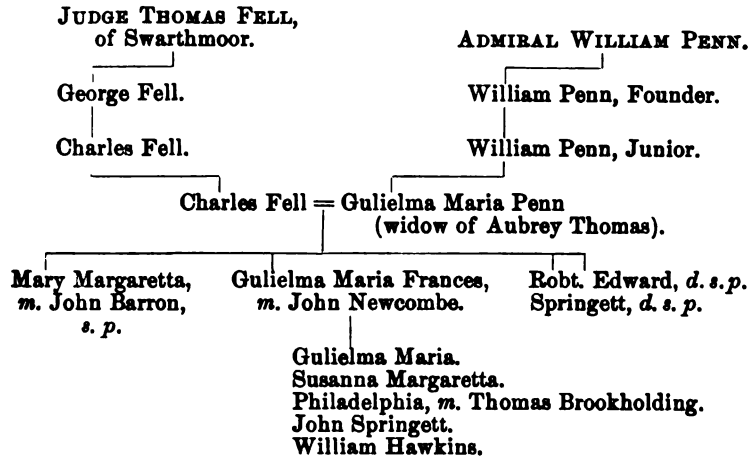 JUDGE THOMAS FELL,
of Swarthmoor.
ADMIRAL WILLIAM PENN.
George Fell.
William Penn, Founder.
Charles Fell.
William Penn, Junior.
Charles Fell = Gulielma Maria Penn
(widow of Aubrey Thomas).
Mary Margaretta,
m. John Barron,
s. p.
Gulielma Maria Frances,
m. John Newcombe.
Robt. Edward, d. s. p.
Springett, d. s. p.
Gulielma Maria.
Susanna Margaretta.
Philadelphia, m. Thomas Brookholding.
John Springett.
William Hawkins.